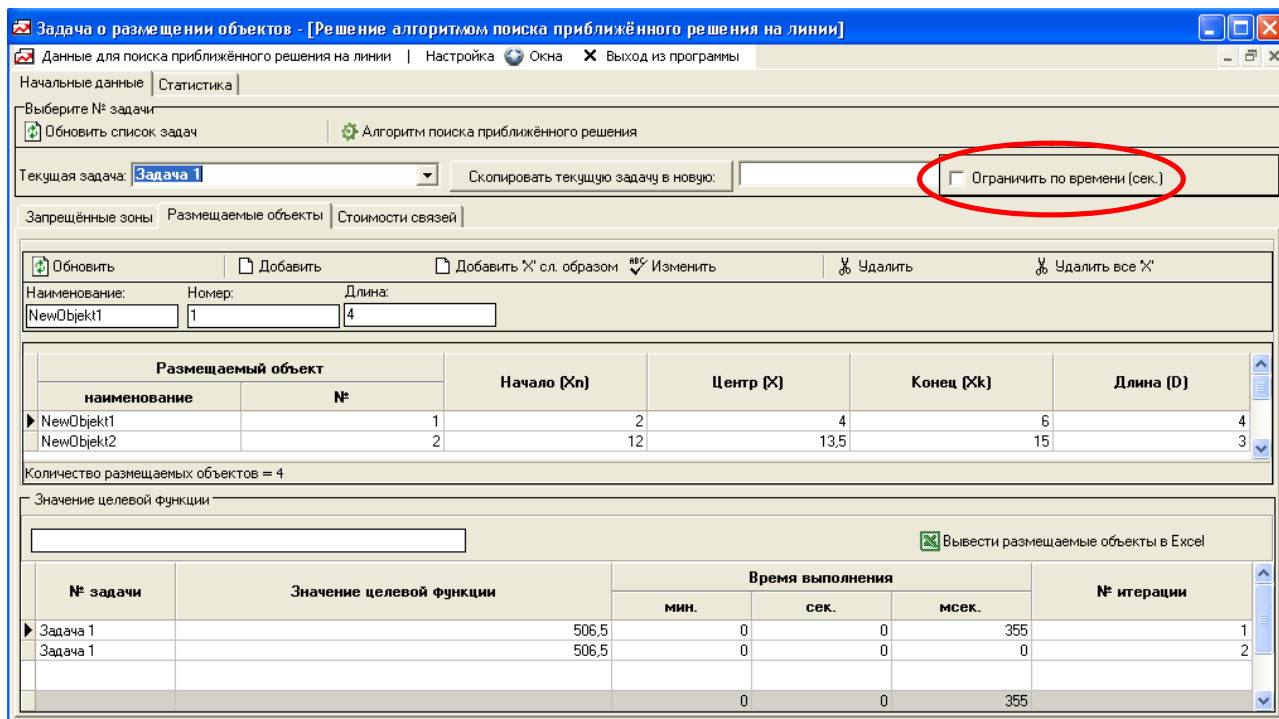 Задача о размещении объектов - [Решение алгоритмом поиска приближённого решения на линии]
Данные для поиска приближённого решения на линии | Настройка Окна X Выход из программы
Начальные данные Статистика
Выберите № задачи
Обновить список задач Алгоритм поиска приближённого решения
Текущая задача: Задача 1 Скопировать текущую задачу в новую: Ограничить по времени (сек.)
Запрещённые зоны Размещаемые объекты Стоимости связей
Обновить Добавить Добавить 'X' сл. образом Изменить Удалить Удалить все 'X'
Наименование: Номер: Длина:
NewObjekt1 1 4
Размещаемый объект Начало (Xn) Центр (X) Конец (Xk) Длина (D)
наименование №
NewObjekt1 1 2 4 6 4
NewObjekt2 2 12 13,5 15 3
Количество размещаемых объектов = 4
Значение целевой функции
Вывести размещаемые объекты в Excel
№ задачи Значение целевой функции Время выполнения № итерации
мин. сек. мсек.
Задача 1 506,5 0 0 355 1
Задача 1 506,5 0 0 0 2
0 0 355